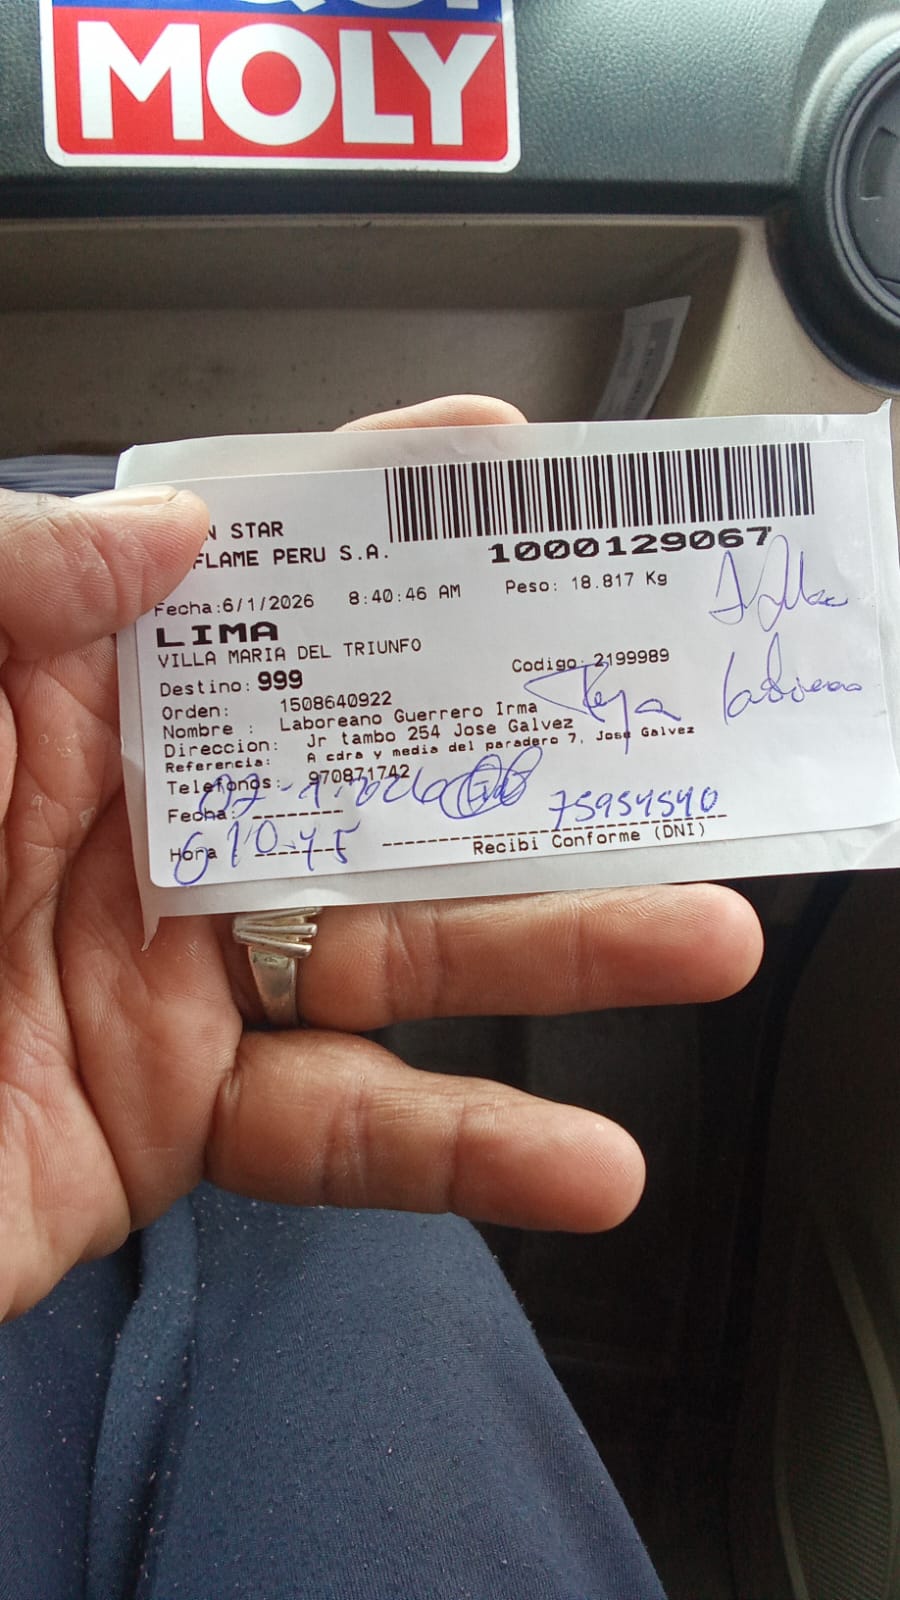 MOLY
N STAR
FLAME PERU S.A.
1000129067
Fecha:6/1/2026 8:40:46 AM Peso: 18.817 Kg
LIMA
VILLA MARIA DEL TRIUNFO
Destino: 999 Codigo: 2199989
Orden: 1508640922
Nombre : Laboreano Guerrero Irma
Direccion: Jr tambo 254 Jose Galvez
Referencia: A cdra y media del paradero 7, Jose Galvez
Telefonos: 970871742
Fecha: --------
75954540
Hora
Recibi Conforme (DNI)